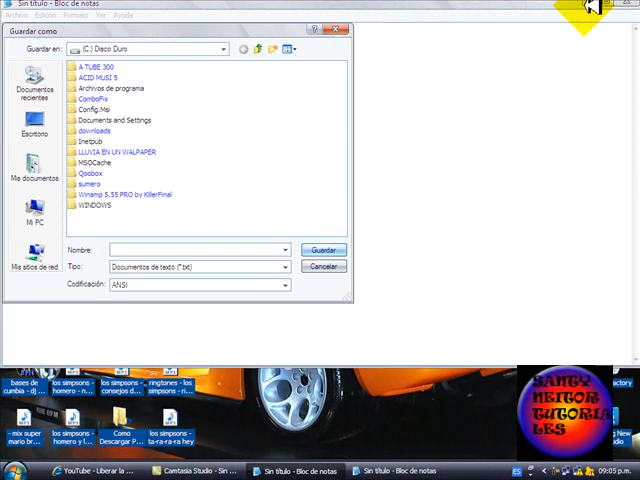 Sin título - Bloc de notas
Archivo Edición Formato Ver Ayuda
Guardar como
Guardar en: (C:) Disco Duro
Documentos recientes
Escritorio
Mis documentos
Mi PC
Mis sitios de red
A TUBE 300
ACID MUSI 5
Archivos de programa
ComboFix
Config.Msi
Documents and Settings
downloads
Inetpub
LLUVIA EN UN WALPAPER
MSOCache
Qoobox
sumero
Winamp 5.55 PRO by KillerFinal
WINDOWS
Nombre:
Guardar
Tipo: Documentos de texto (*.txt)
Cancelar
Codificación: ANSI
bases de cumbia - dj ...
los simpsons - homero - n...
los simpsons - consejos d...
ringtones - los simpsons - ...
- mix super mario br...
los simpsons - homero y l...
Como Descargar P...
los simpsons - ta-ra-ra-ra hey
SANTY
NEITOR
TUTORIA
LES
YouTube - Liberar la ...
Camtasia Studio - Sin ...
Sin título - Bloc de notas
Sin título - Bloc de notas
ES
09:05 p.m.